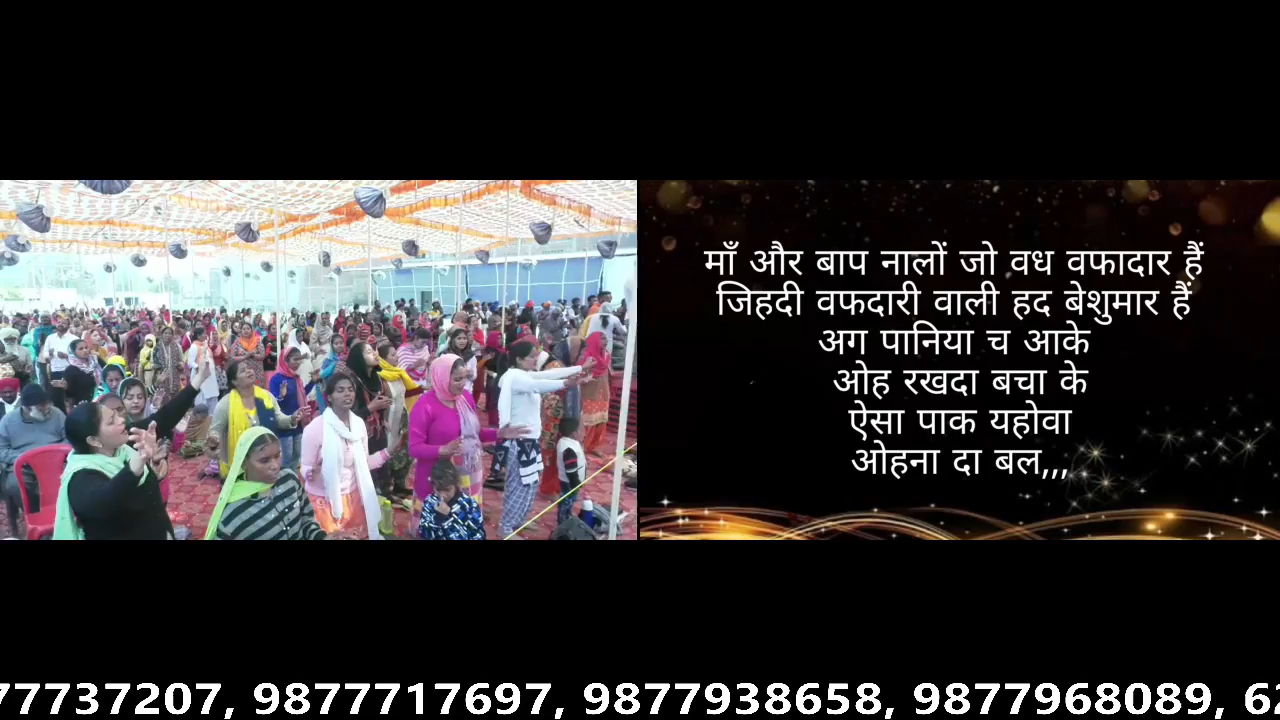 माँ और बाप नालों जो वध वफादार हैं
जिहदी वफदारी वाली हद बेशुमार हैं
अग पानिया च आके
ओह रखदा बचा के
ऐसा पाक यहोवा
ओहना दा बल,,,
77737207, 9877717697, 9877938658, 9877968089, 62